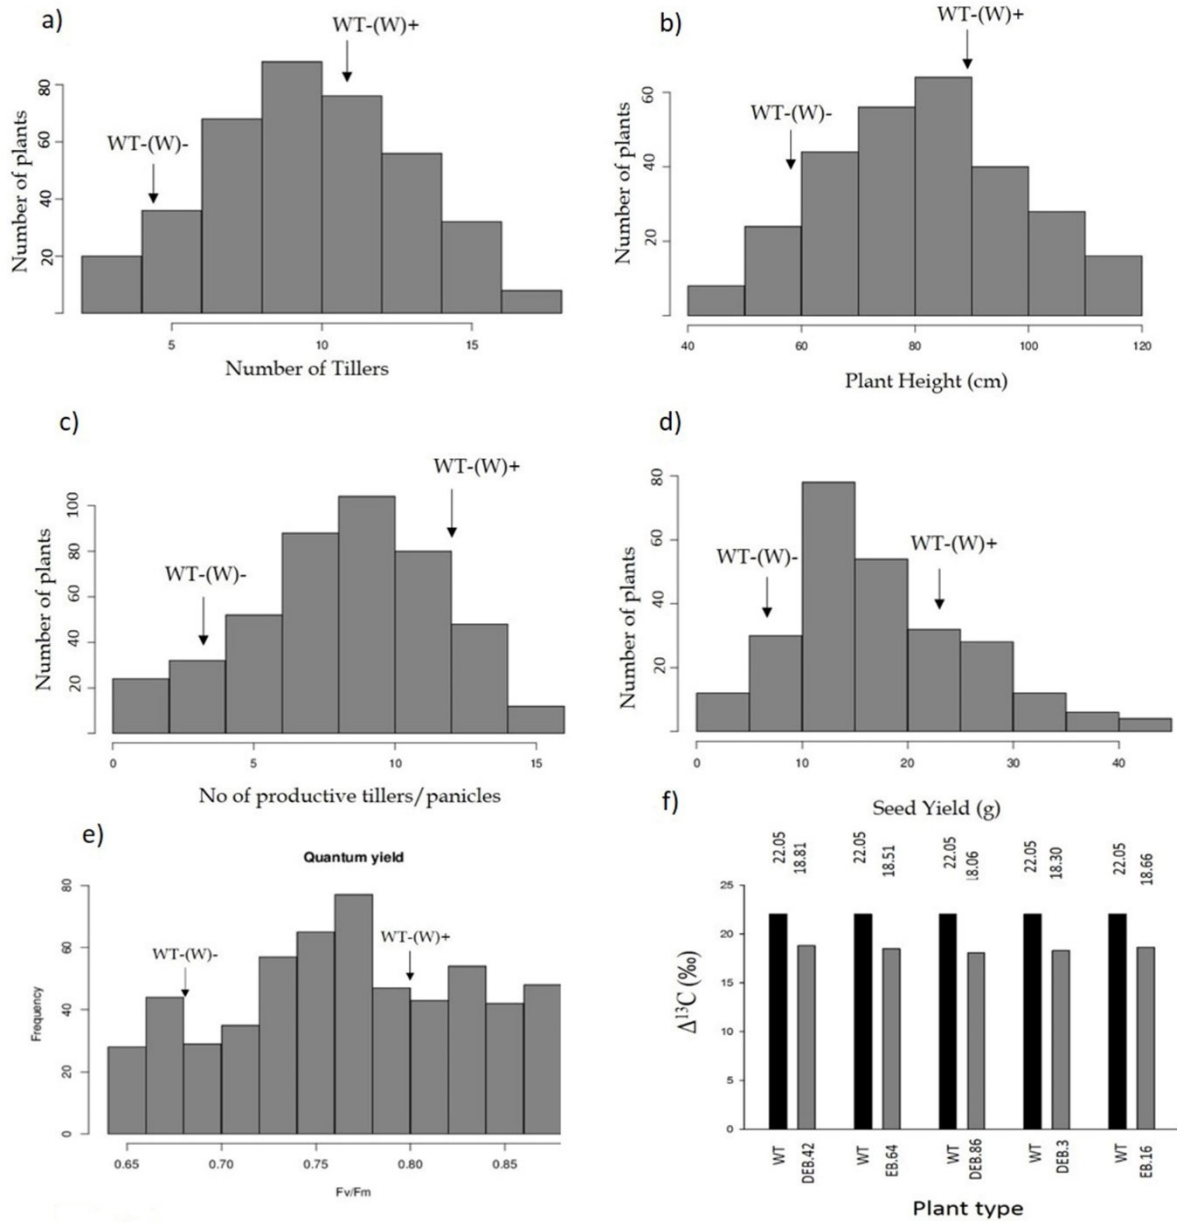 a)
WT-(W)+
WT-(W)-
Number of plants
80
60
40
20
5
10
15
Number of Tillers
b)
WT-(W)+
WT-(W)-
Number of plants
60
40
20
40
60
80
100
120
Plant Height (cm)
c)
WT-(W)+
WT-(W)-
Number of plants
100
80
60
40
20
0
5
10
15
No of productive tillers/panicles
d)
WT-(W)-
WT-(W)+
Number of plants
80
60
40
20
0
10
20
30
40
Seed Yield (g)
e)
Quantum yield
WT-(W)-
WT-(W)+
Frequency
80
60
40
20
0
0.65
0.70
0.75
0.80
0.85
Fv/Fm
f)
22.05
18.81
22.05
18.51
22.05
18.06
22.05
18.30
22.05
18.66
Δ¹³C (‰)
25
20
15
10
5
0
WT
DEB.42
WT
EB.64
WT
DEB.86
WT
DEB.3
WT
EB.16
Plant type